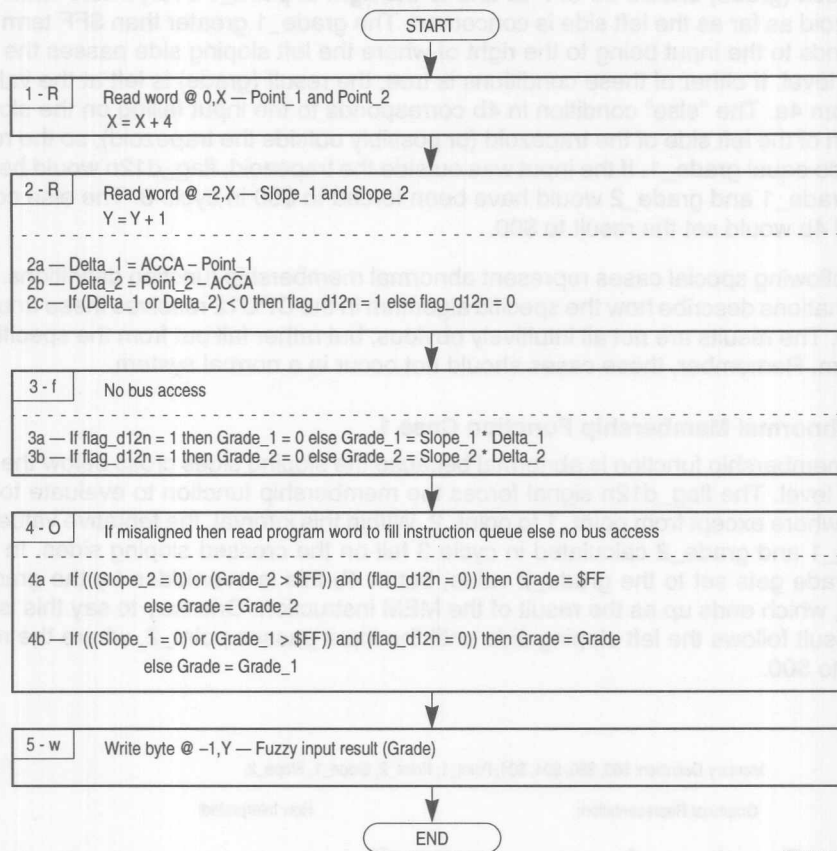 START
1 - R
Read word @ 0,X — Point_1 and Point_2
X = X + 4
2 - R
Read word @ –2,X — Slope_1 and Slope_2
Y = Y + 1
2a — Delta_1 = ACCA – Point_1
2b — Delta_2 = Point_2 – ACCA
2c — If (Delta_1 or Delta_2) < 0 then flag_d12n = 1 else flag_d12n = 0
3 - f
No bus access
3a — If flag_d12n = 1 then Grade_1 = 0 else Grade_1 = Slope_1 * Delta_1
3b — If flag_d12n = 1 then Grade_2 = 0 else Grade_2 = Slope_2 * Delta_2
4 - O
If misaligned then read program word to fill instruction queue else no bus access
4a — If (((Slope_2 = 0) or (Grade_2 > $FF)) and (flag_d12n = 0)) then Grade = $FF
else Grade = Grade_2
4b — If (((Slope_1 = 0) or (Grade_1 > $FF)) and (flag_d12n = 0)) then Grade = Grade
else Grade = Grade_1
5 - w
Write byte @ –1,Y — Fuzzy input result (Grade)
END